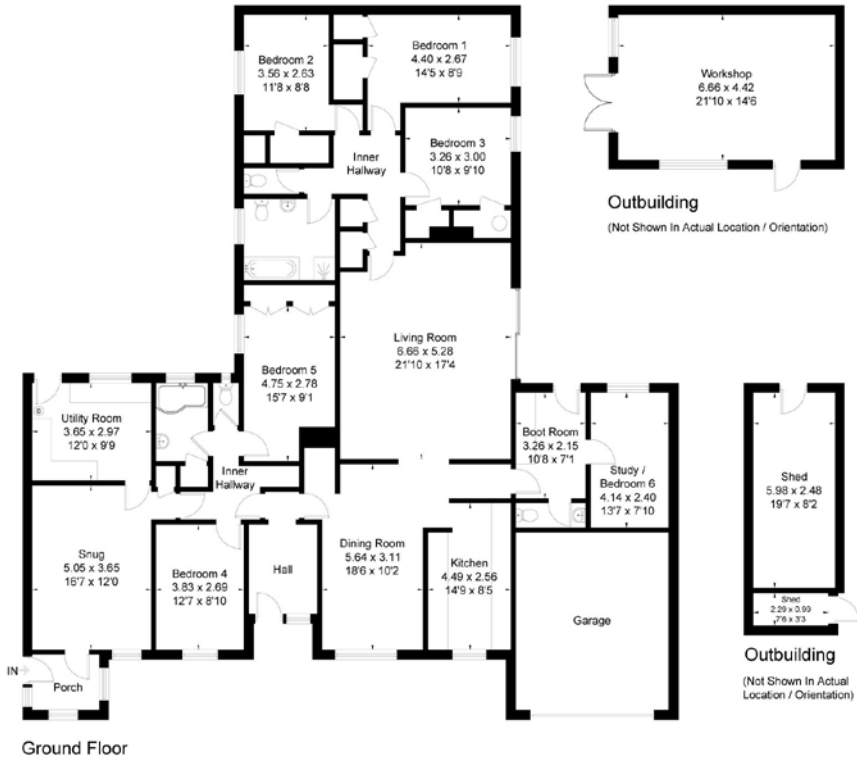 Bedroom 2
3.56 x 2.63
11'8 x 8'8
Bedroom 1
4.40 x 2.67
14'5 x 8'9
Bedroom 3
3.26 x 3.00
10'8 x 9'10
Inner
Hallway
Workshop
6.66 x 4.42
21'10 x 14'6
Outbuilding
(Not Shown In Actual Location / Orientation)
Living Room
6.66 x 5.28
21'10 x 17'4
Bedroom 5
4.75 x 2.78
15'7 x 9'1
Utility Room
3.65 x 2.97
12'0 x 9'9
Inner
Hallway
Boot Room
3.26 x 2.15
10'8 x 7'1
Study /
Bedroom 6
4.14 x 2.40
13'7 x 7'10
Shed
5.98 x 2.48
19'7 x 8'2
Snug
5.05 x 3.65
16'7 x 12'0
Bedroom 4
3.83 x 2.69
12'7 x 8'10
Hall
Dining Room
5.64 x 3.11
18'6 x 10'2
Kitchen
4.49 x 2.56
14'9 x 8'5
Garage
Shed
2.29 x 0.99
7'6 x 3'3
Outbuilding
(Not Shown In Actual
Location / Orientation)
IN
Porch
Ground Floor